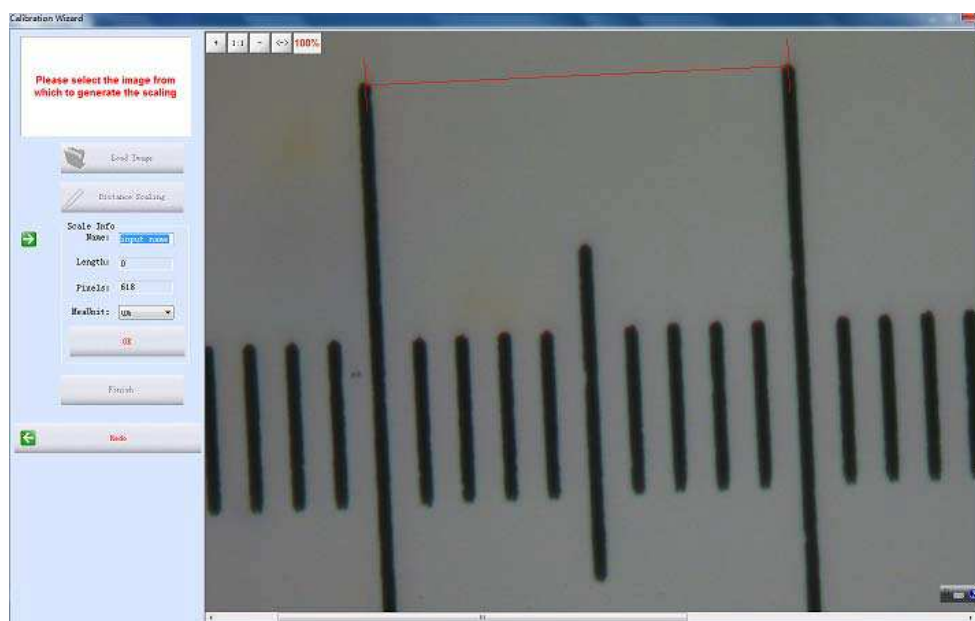 Calibration Wizard
+ 1:1 - <-> 100%
Please select the image from
which to generate the scaling
Load Image
Distance Scaling
Scale Info
Name: input name
Length: 0
Pixels: 618
MeaUnit: um
OK
Finish
Redo